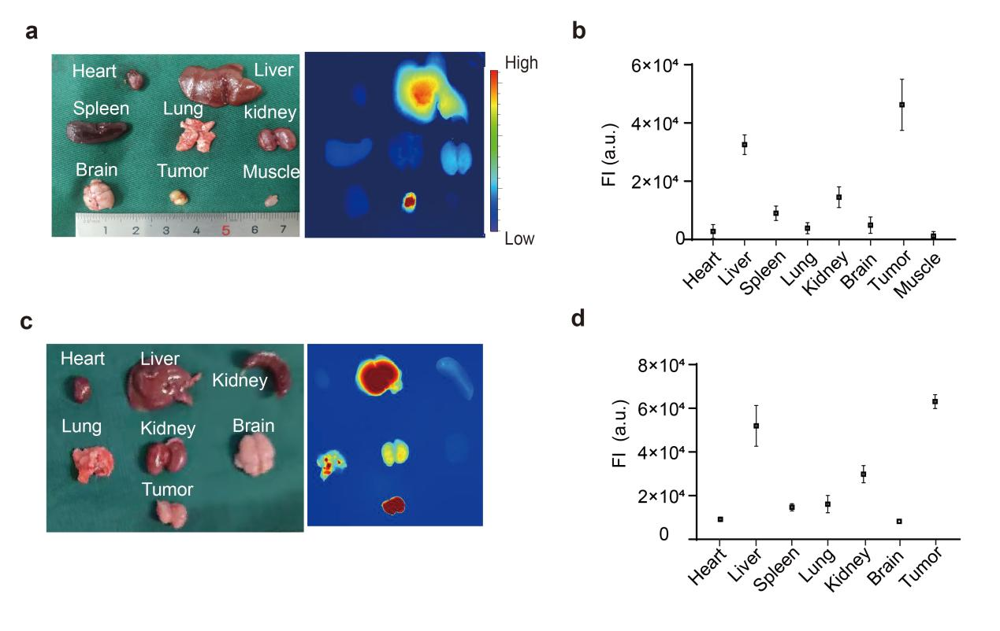 a
Heart
Liver
Spleen
Lung
kidney
Brain
Tumor
Muscle
1 2 3 4 5 6 7
High
Low
b
FI (a.u.)
6×10⁴
4×10⁴
2×10⁴
0
Heart
Liver
Spleen
Lung
Kidney
Brain
Tumor
Muscle
c
Heart
Liver
Kidney
Lung
Kidney
Brain
Tumor
d
FI (a.u.)
8×10⁴
6×10⁴
4×10⁴
2×10⁴
0
Heart
Liver
Spleen
Lung
Kidney
Brain
Tumor